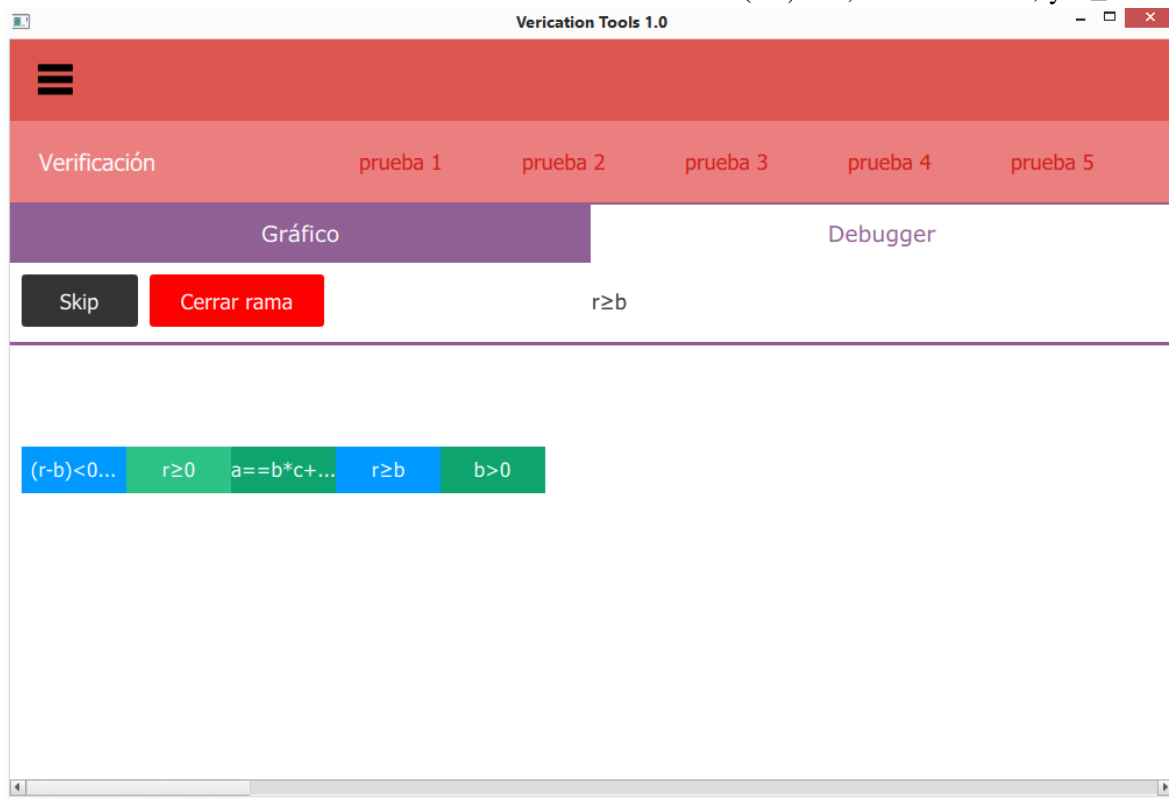 Verication Tools 1.0
Verificación prueba 1 prueba 2 prueba 3 prueba 4 prueba 5
Gráfico Debugger
Skip Cerrar rama r≥b
(r-b)<0... r≥0 a==b*c+... r≥b b>0